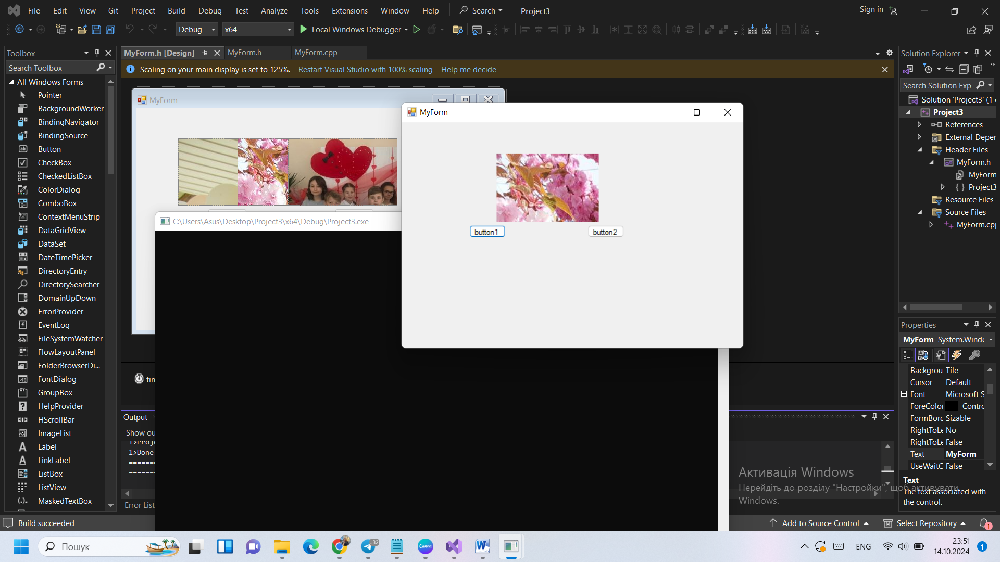 File Edit View Git Project Build Debug Test Analyze Tools Extensions Window Help Search Project3 Sign in
Debug x64 Local Windows Debugger
Toolbox
Search Toolbox
All Windows Forms
Pointer
BackgroundWorker
BindingNavigator
BindingSource
Button
CheckBox
CheckedListBox
ColorDialog
ComboBox
ContextMenuStrip
DataGridView
DataSet
DateTimePicker
DirectoryEntry
DirectorySearcher
DomainUpDown
ErrorProvider
EventLog
FileSystemWatcher
FlowLayoutPanel
FolderBrowserDi...
FontDialog
GroupBox
HelpProvider
HScrollBar
ImageList
Label
LinkLabel
ListBox
ListView
MaskedTextBox
MyForm.h [Design] MyForm.h MyForm.cpp
Scaling on your main display is set to 125%. Restart Visual Studio with 100% scaling Help me decide
MyForm
MyForm
button1 button2
C:\Users\Asus\Desktop\Project3\x64\Debug\Project3.exe
tim
Output
Show ou
1>Proje
1>Done
=======
=======
Error List
Solution Explorer
Search Solution Exp
Solution 'Project3' (1
Project3
References
External Deper
Header Files
MyForm.h
MyForm
Project3
Resource Files
Source Files
MyForm.cp
Properties
MyForm System.Windo
Backgrou Tile
Cursor Default
Font Microsoft S
ForeColor Contro
FormBord Sizable
RightToLe No
RightToLe False
Text MyForm
UseWaitC False
Text
The text associated with
the control.
Активація Windows
Перейдіть до розділу "Настройки", щоб активувати
Windows.
Build succeeded Add to Source Control Select Repository 1
Пошук
Canva
.32
ENG
23:51
14.10.2024
1